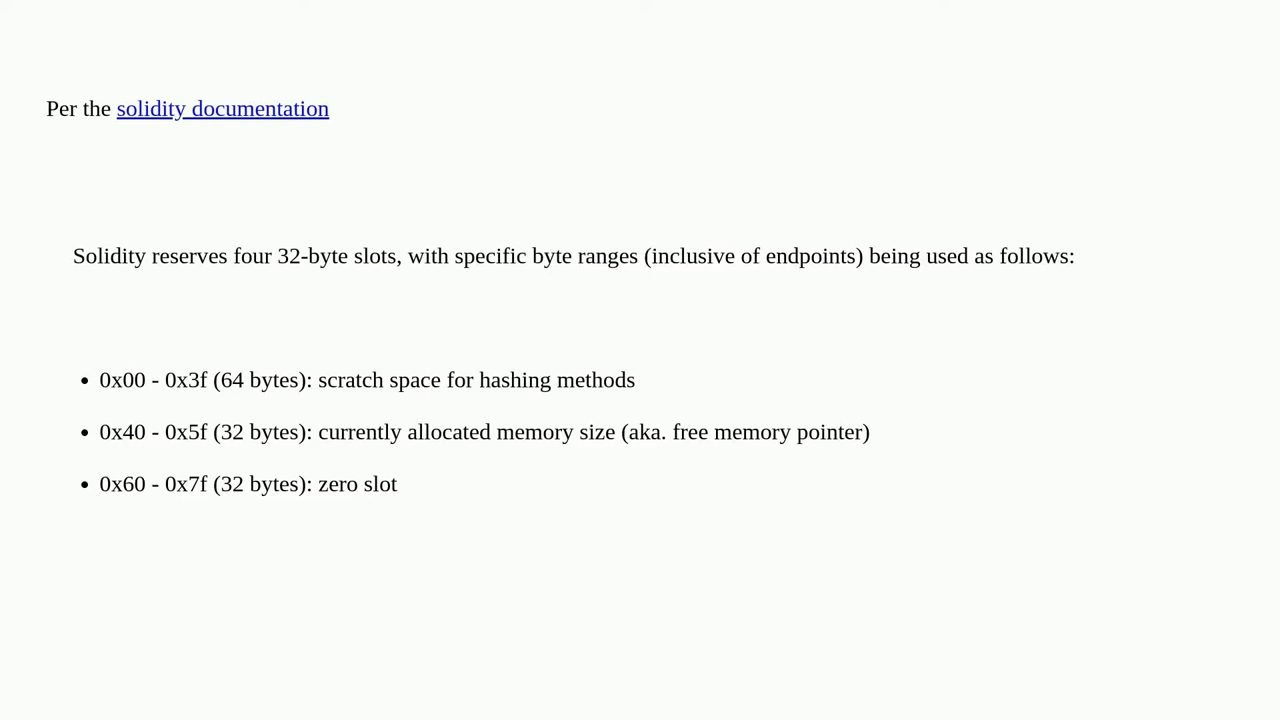 Per the solidity documentation
Solidity reserves four 32-byte slots, with specific byte ranges (inclusive of endpoints) being used as follows:
• 0x00 - 0x3f (64 bytes): scratch space for hashing methods
• 0x40 - 0x5f (32 bytes): currently allocated memory size (aka. free memory pointer)
• 0x60 - 0x7f (32 bytes): zero slot